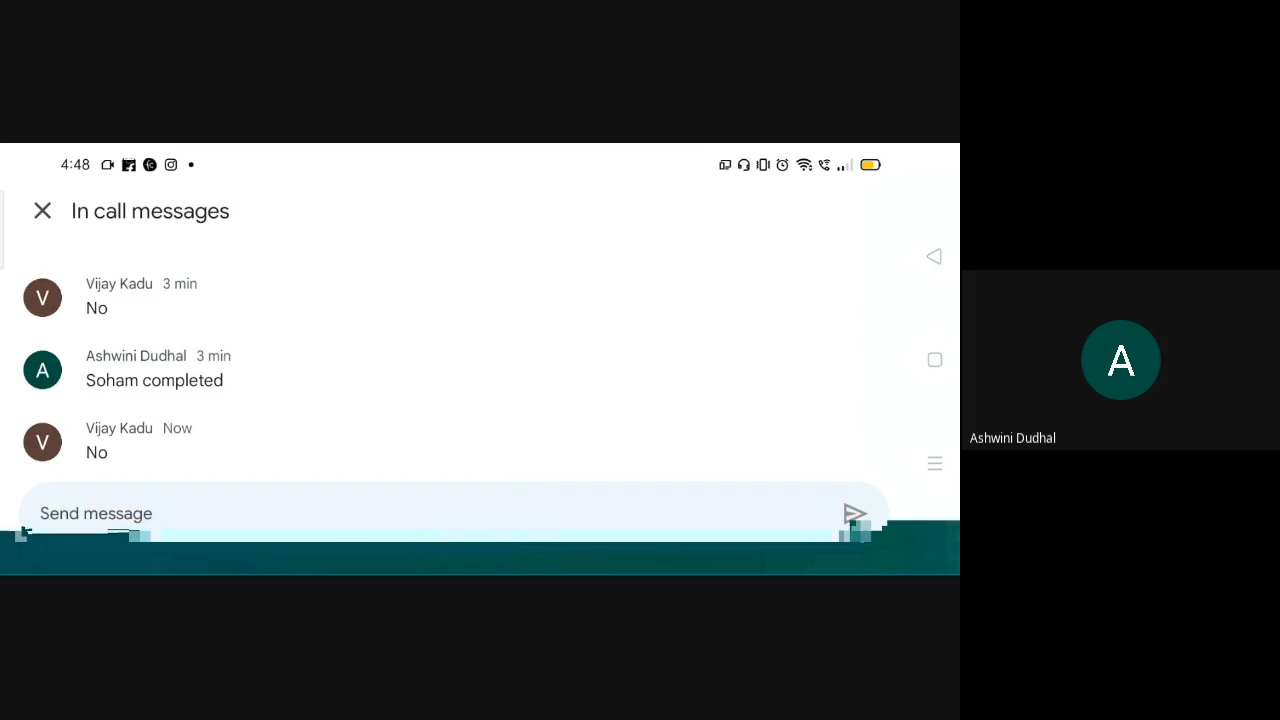 4:48
In call messages
V
Vijay Kadu 3 min
No
A
Ashwini Dudhal 3 min
Soham completed
V
Vijay Kadu Now
No
Send message
A
Ashwini Dudhal